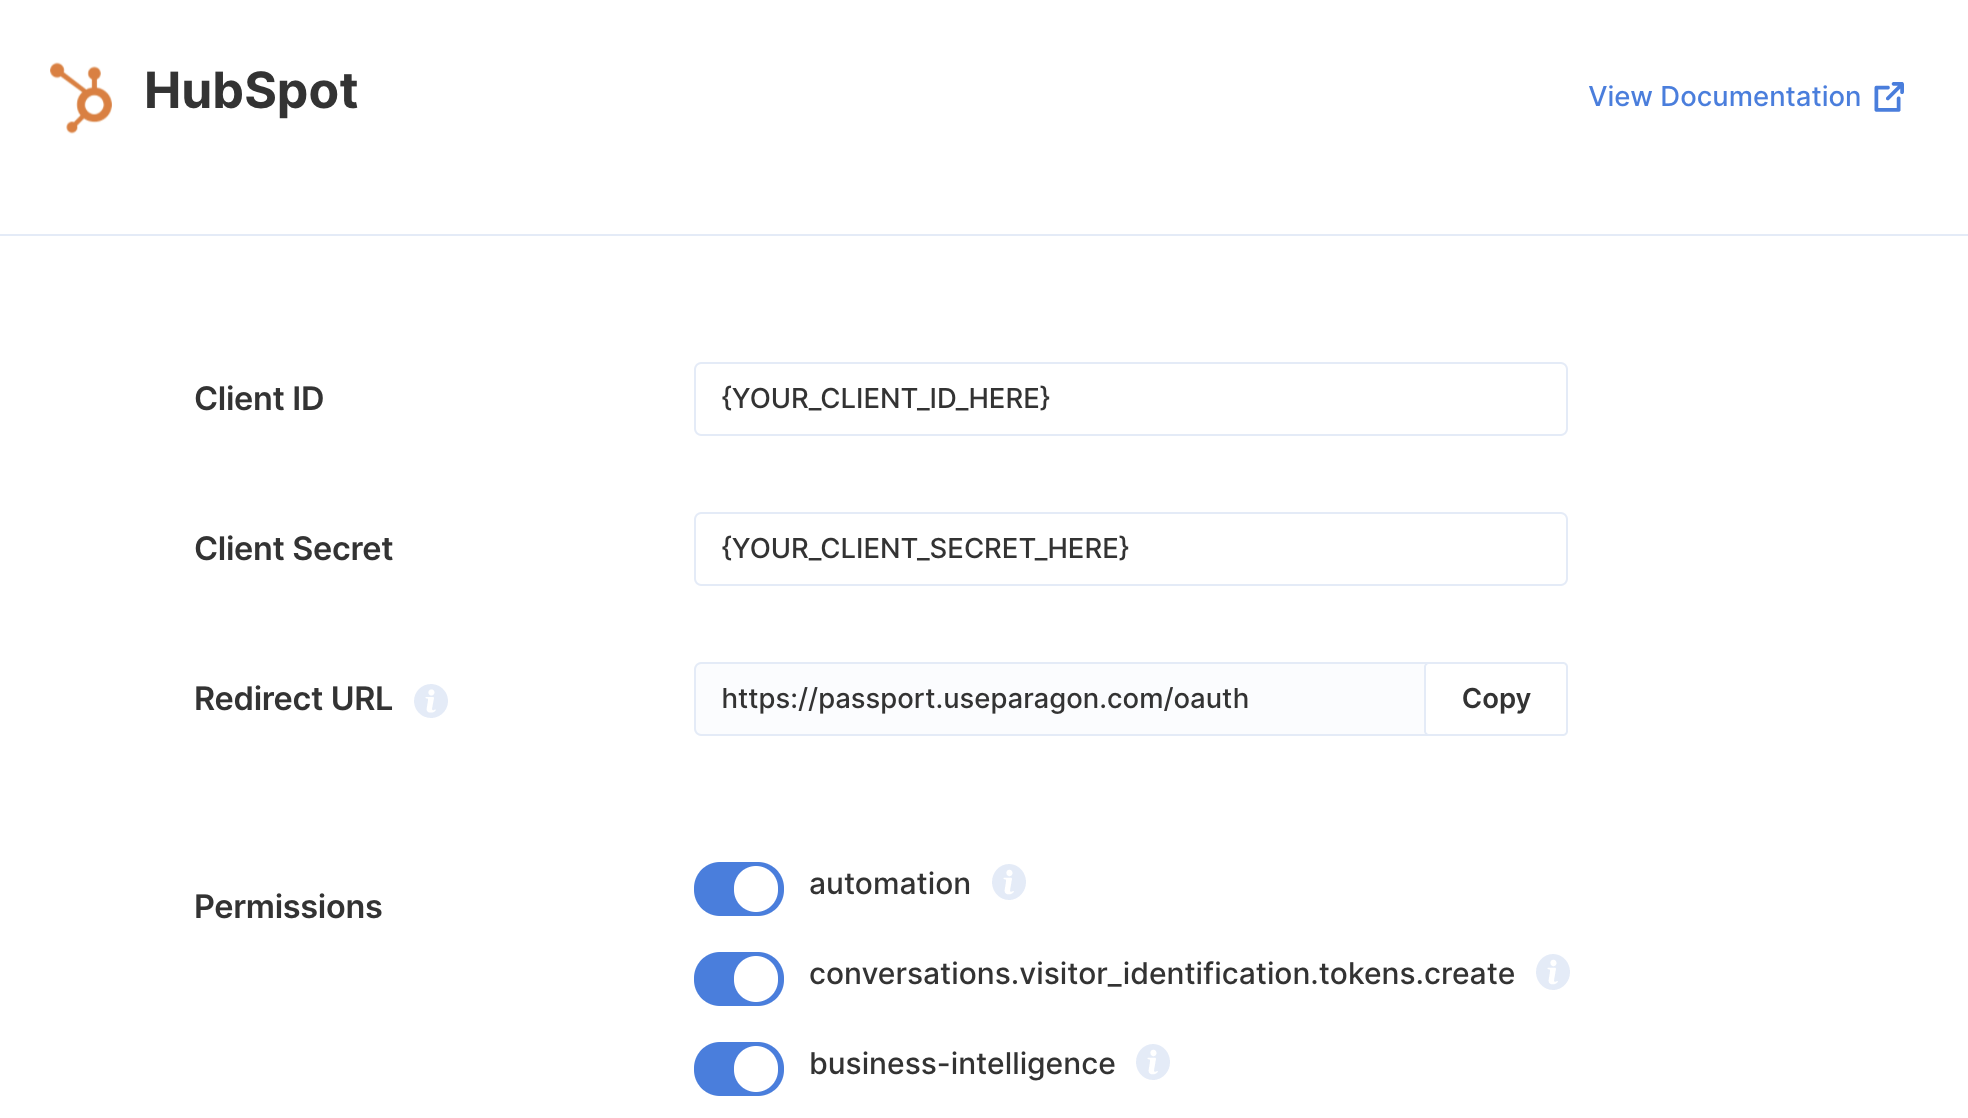 HubSpot
View Documentation
Client ID
{YOUR_CLIENT_ID_HERE}
Client Secret
{YOUR_CLIENT_SECRET_HERE}
Redirect URL i
https://passport.useparagon.com/oauth
Copy
Permissions
automation i
conversations.visitor_identification.tokens.create i
business-intelligence i